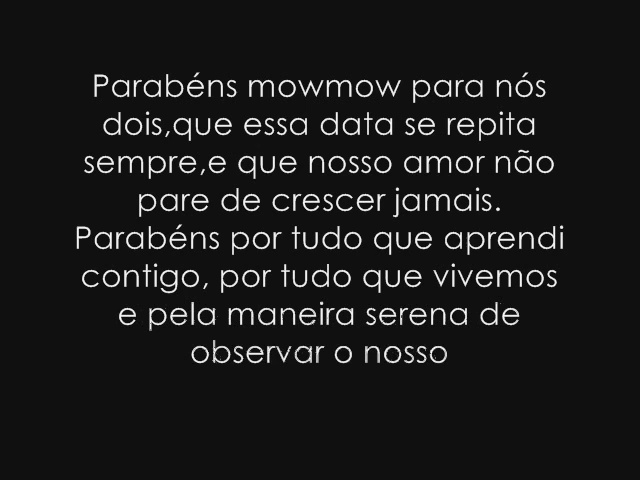 Parabéns mowmow para nós
dois,que essa data se repita
sempre,e que nosso amor não
pare de crescer jamais.
Parabéns por tudo que aprendi
contigo, por tudo que vivemos
e pela maneira serena de
observar o nosso